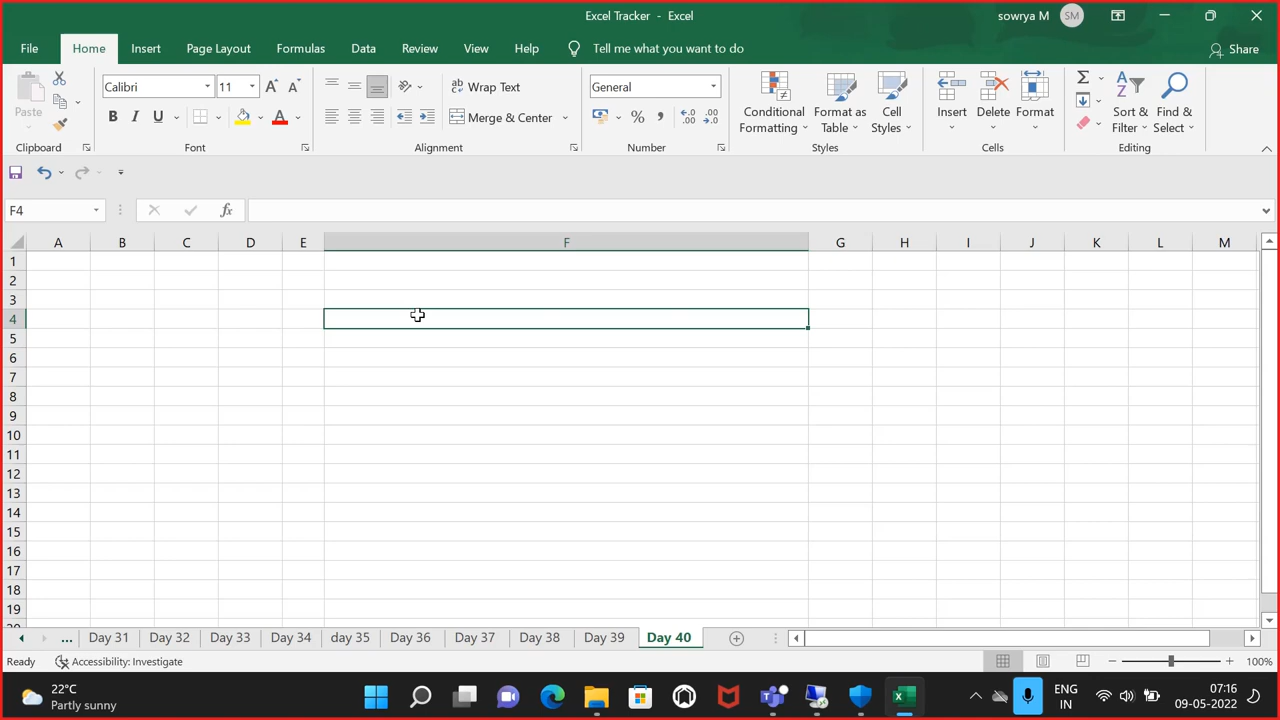 Excel Tracker - Excel
sowrya M
SM
File
Home
Insert
Page Layout
Formulas
Data
Review
View
Help
Tell me what you want to do
Share
Paste
Clipboard
Calibri
11
B I U
Font
Wrap Text
Merge & Center
Alignment
General
%
Number
Conditional Formatting
Format as Table
Cell Styles
Styles
Insert
Delete
Format
Cells
Sort & Filter
Find & Select
Editing
F4
fx
A B C D E F G H I J K L M
1
2
3
4
5
6
7
8
9
10
11
12
13
14
15
16
17
18
19
...
Day 31
Day 32
Day 33
Day 34
day 35
Day 36
Day 37
Day 38
Day 39
Day 40
Ready
Accessibility: Investigate
100%
22°C
Partly sunny
ENG
IN
07:16
09-05-2022